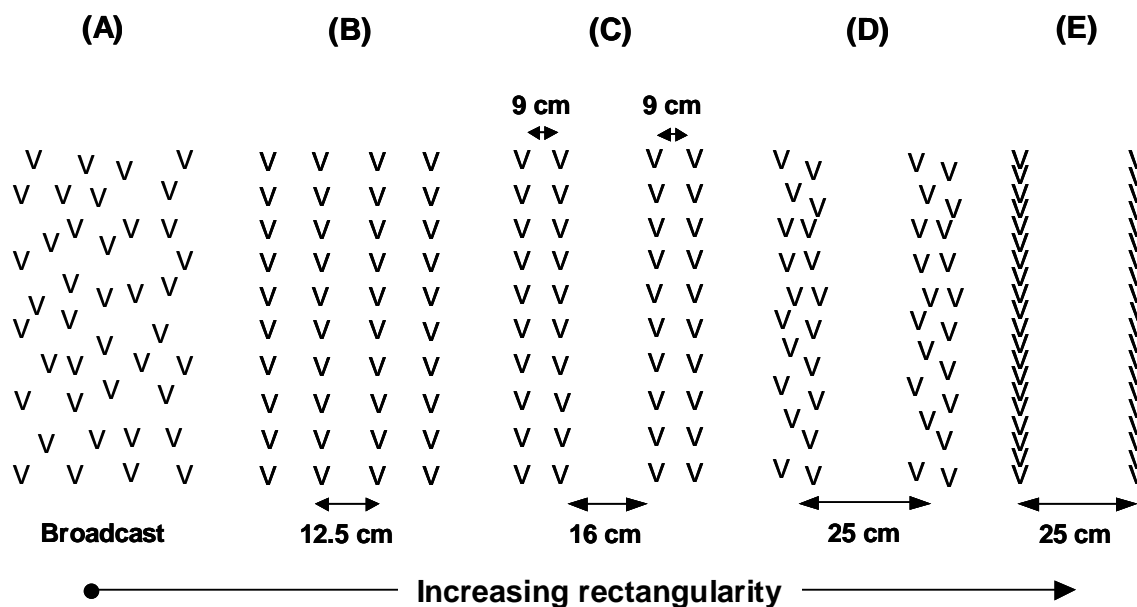 (A) (B) (C) (D) (E)
9 cm 9 cm
Broadcast 12.5 cm 16 cm 25 cm 25 cm
Increasing rectangularity